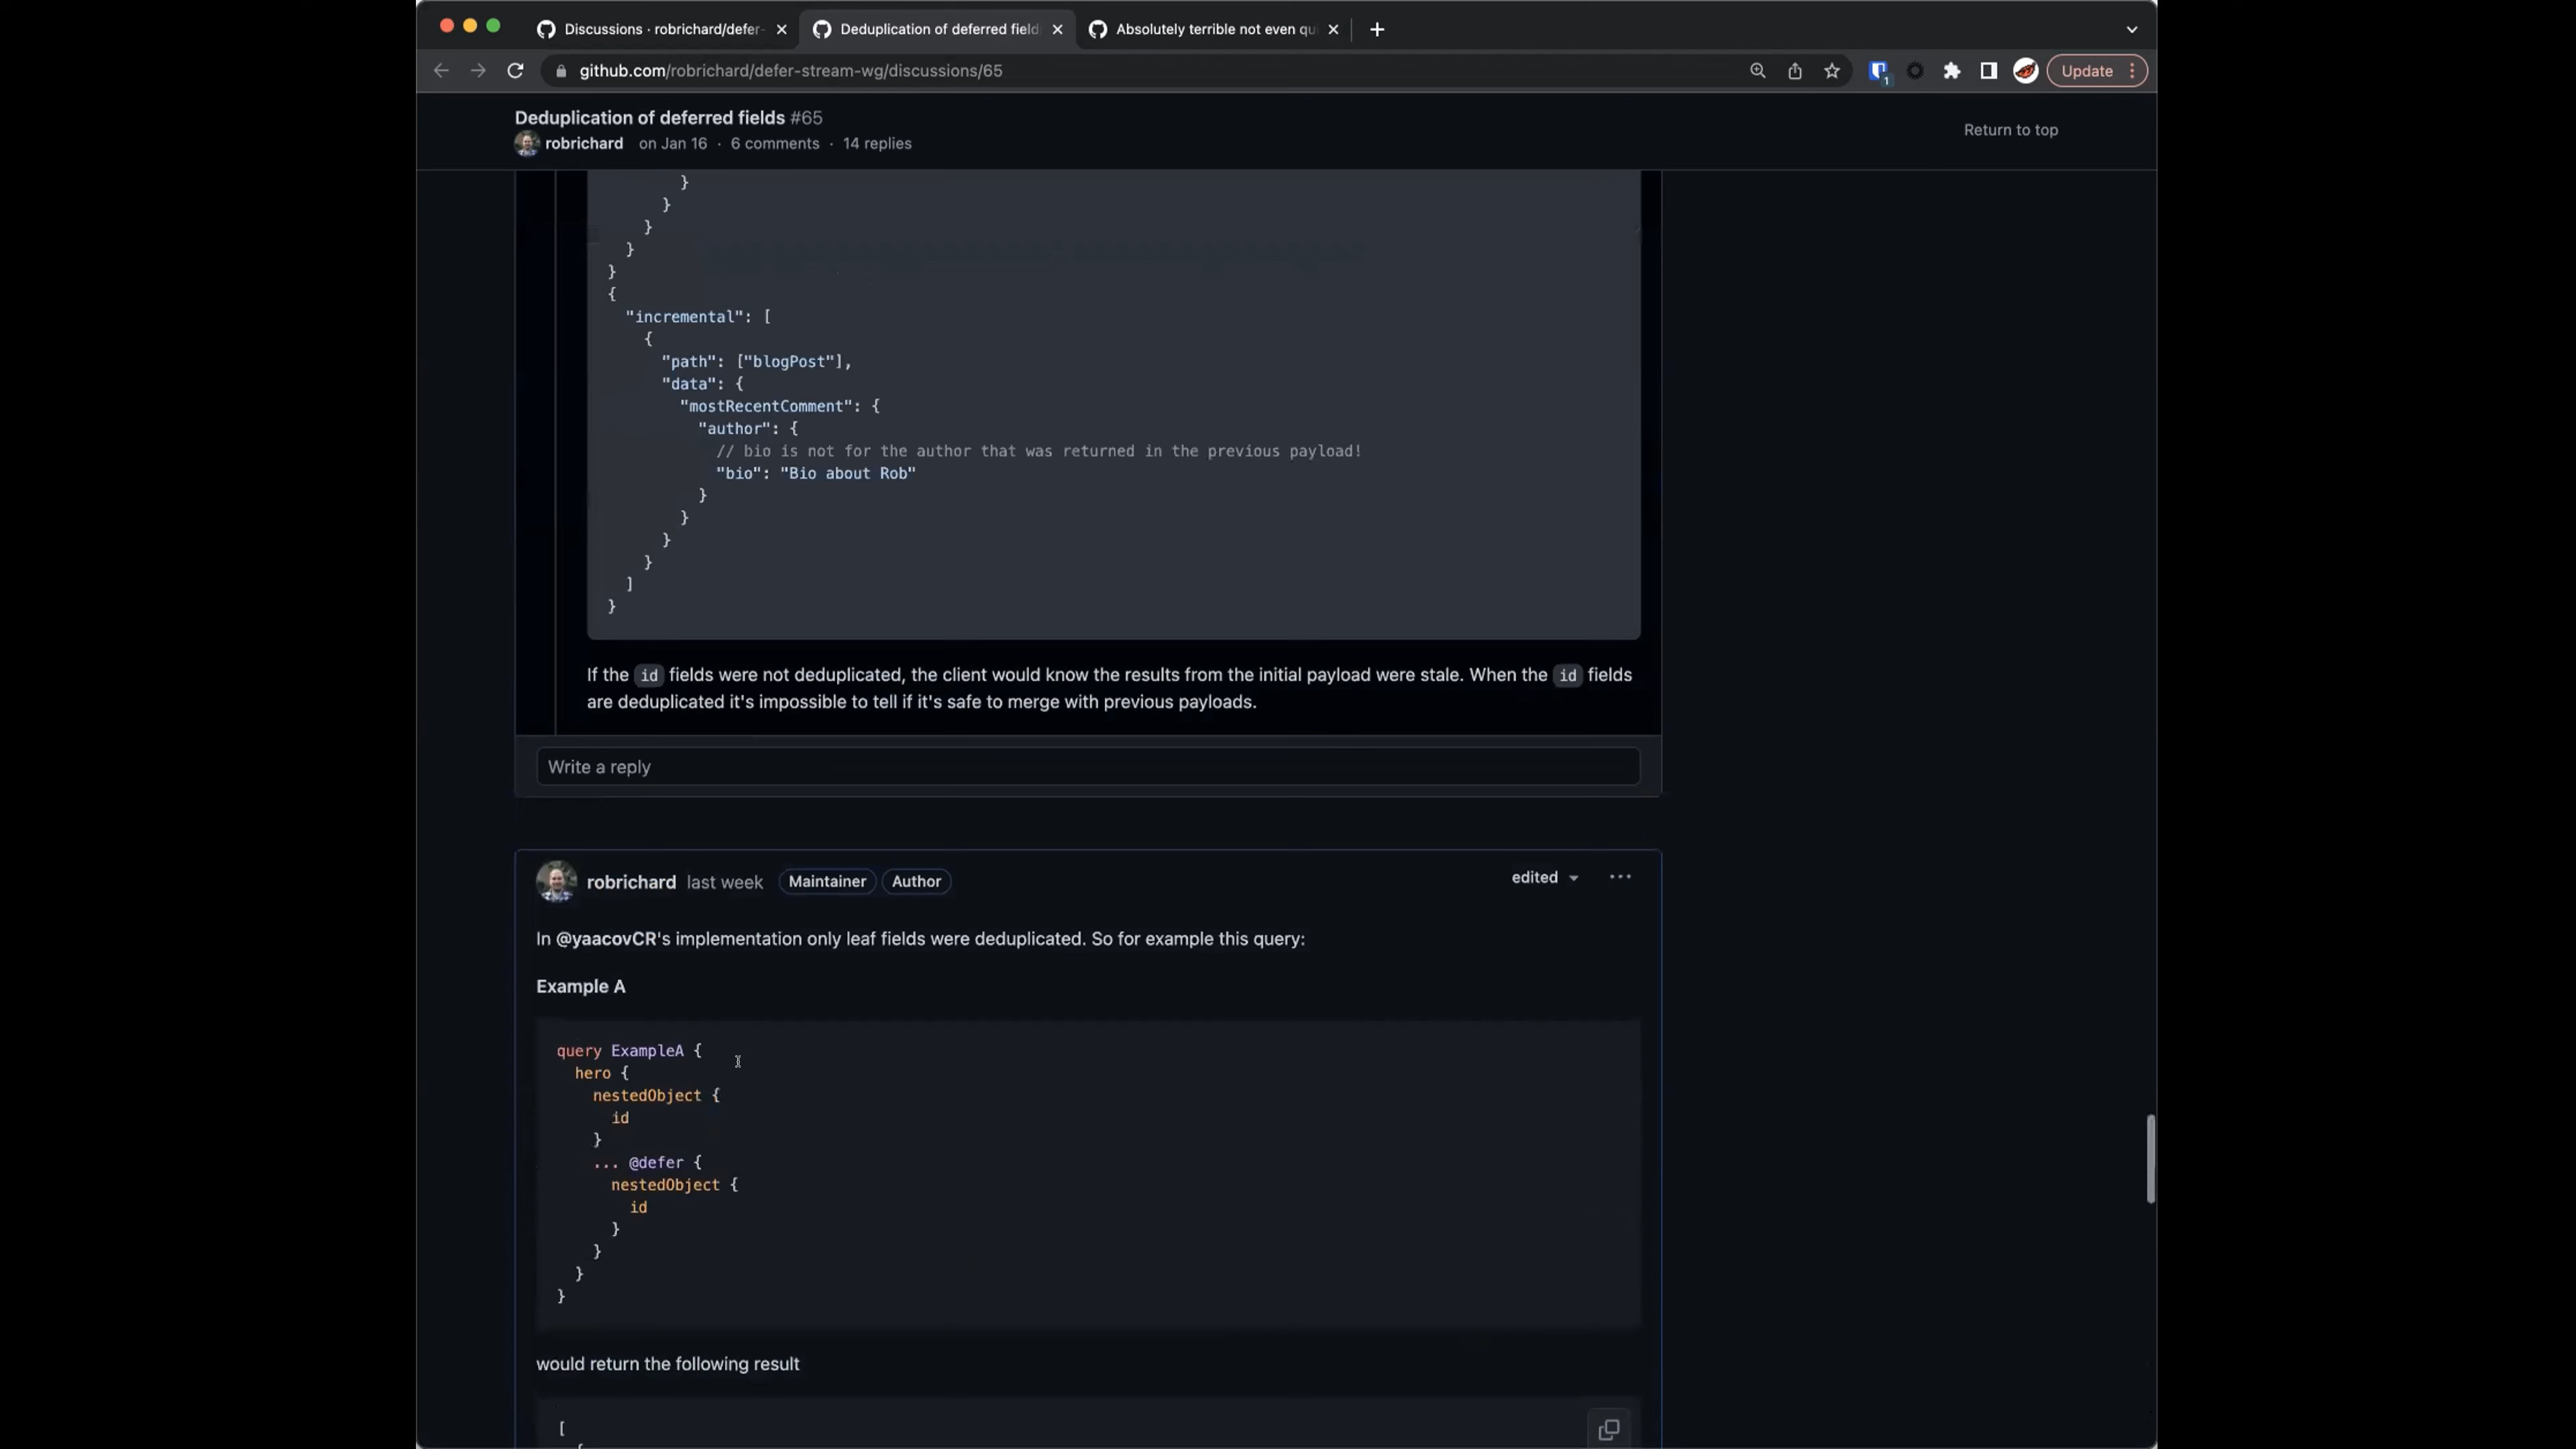 Discussions · robrichard/defer-
Deduplication of deferred field
Absolutely terrible not even qu
github.com/robrichard/defer-stream-wg/discussions/65
1
Update
Deduplication of deferred fields #65
robrichard on Jan 16 · 6 comments · 14 replies
Return to top
}
}
}
}
}
{
"incremental": [
{
"path": ["blogPost"],
"data": {
"mostRecentComment": {
"author": {
// bio is not for the author that was returned in the previous payload!
"bio": "Bio about Rob"
}
}
}
}
]
}
If the id fields were not deduplicated, the client would know the results from the initial payload were stale. When the id fields
are deduplicated it's impossible to tell if it's safe to merge with previous payloads.
Write a reply
robrichard last week Maintainer Author
edited
In @yaacovCR's implementation only leaf fields were deduplicated. So for example this query:
Example A
query ExampleA {
hero {
nestedObject {
id
}
... @defer {
nestedObject {
id
}
}
}
}
would return the following result
[